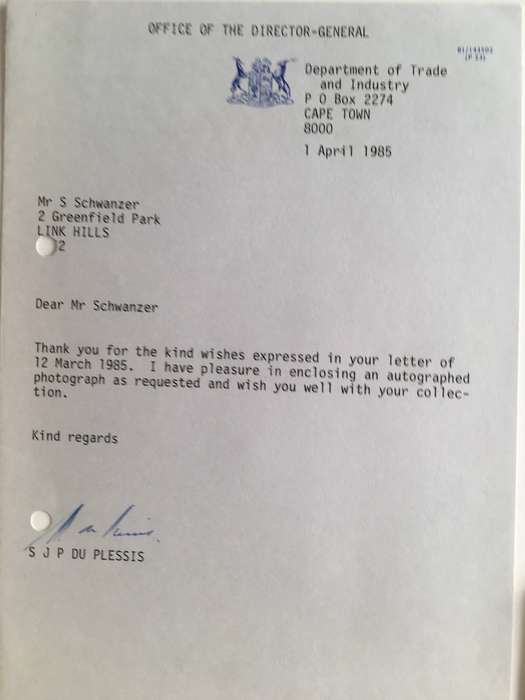 OFFICE OF THE DIRECTOR-GENERAL
Department of Trade
and Industry
P O Box 2274
CAPE TOWN
8000
1 April 1985
Mr S Schwanzer
2 Greenfield Park
LINK HILLS
2
Dear Mr Schwanzer
Thank you for the kind wishes expressed in your letter of
12 March 1985. I have pleasure in enclosing an autographed
photograph as requested and wish you well with your collec-
tion.
Kind regards
S J P DU PLESSIS